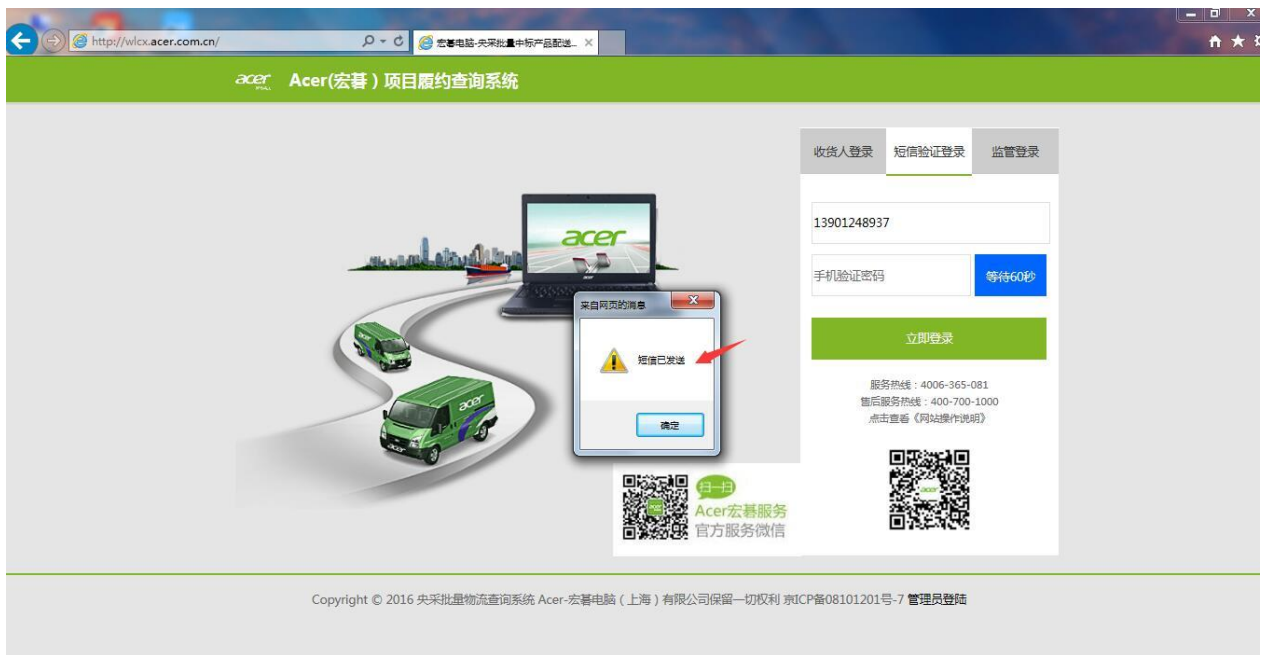 http://wlcx.acer.com.cn/
宏碁电脑-央采批量中标产品配送...
acer
Acer(宏碁）项目履约查询系统
收货人登录
短信验证登录
监管登录
13901248937
手机验证密码
等待60秒
立即登录
服务热线：4006-365-081
售后服务热线：400-700-1000
点击查看《网站操作说明》
acer
acer
acer
来自网页的消息
短信已发送
确定
扫一扫
Acer宏碁服务
官方服务微信
Copyright © 2016 央采批量物流查询系统 Acer-宏碁电脑（上海）有限公司保留一切权利 京ICP备08101201号-7 管理员登陆